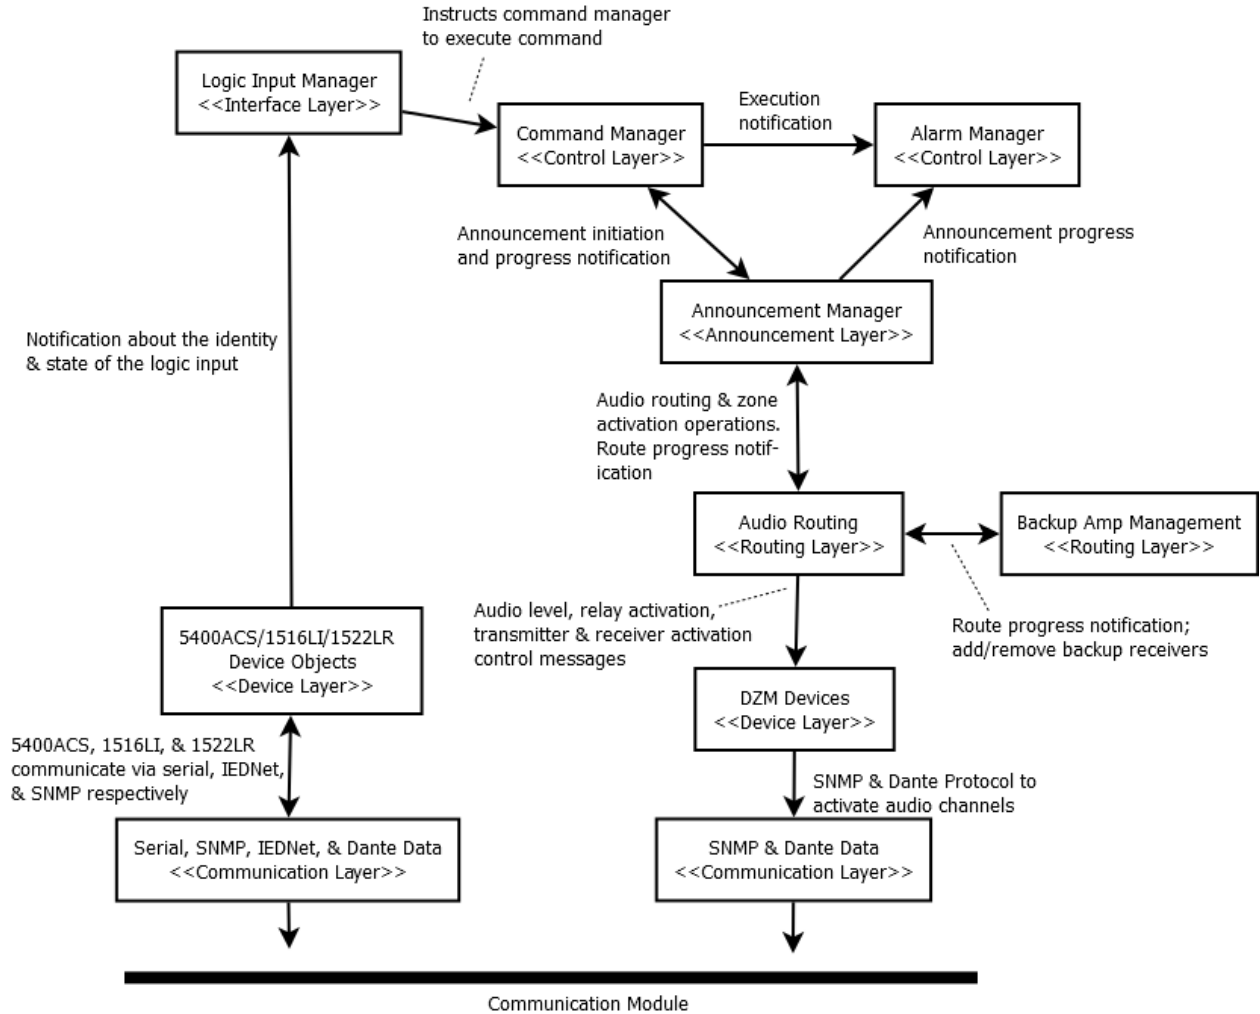 Instructs command manager
to execute command
Logic Input Manager
<<Interface Layer>>
Command Manager
<<Control Layer>>
Execution
notification
Alarm Manager
<<Control Layer>>
Announcement initiation
and progress notification
Announcement progress
notification
Announcement Manager
<<Announcement Layer>>
Notification about the identity
& state of the logic input
Audio routing & zone
activation operations.
Route progress notif-
ication
Audio Routing
<<Routing Layer>>
Backup Amp Management
<<Routing Layer>>
Audio level, relay activation,
transmitter & receiver activation
control messages
Route progress notification;
add/remove backup receivers
5400ACS/1516LI/1522LR
Device Objects
<<Device Layer>>
DZM Devices
<<Device Layer>>
5400ACS, 1516LI, & 1522LR
communicate via serial, IEDNet,
& SNMP respectively
SNMP & Dante Protocol to
activate audio channels
Serial, SNMP, IEDNet, & Dante Data
<<Communication Layer>>
SNMP & Dante Data
<<Communication Layer>>
Communication Module